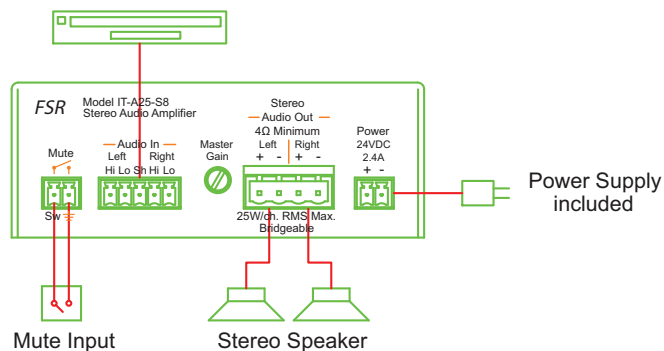 FSR
Model IT-A25-S8
Stereo Audio Amplifier
Mute
Sw
Audio In
Left Right
Hi Lo Sh Hi Lo
Master
Gain
Stereo
Audio Out
4Ω Minimum
Left Right
+ - + -
25W/ch. RMS Max.
Bridgeable
Power
24VDC
2.4A
+ -
Power Supply
included
Mute Input
Stereo Speaker